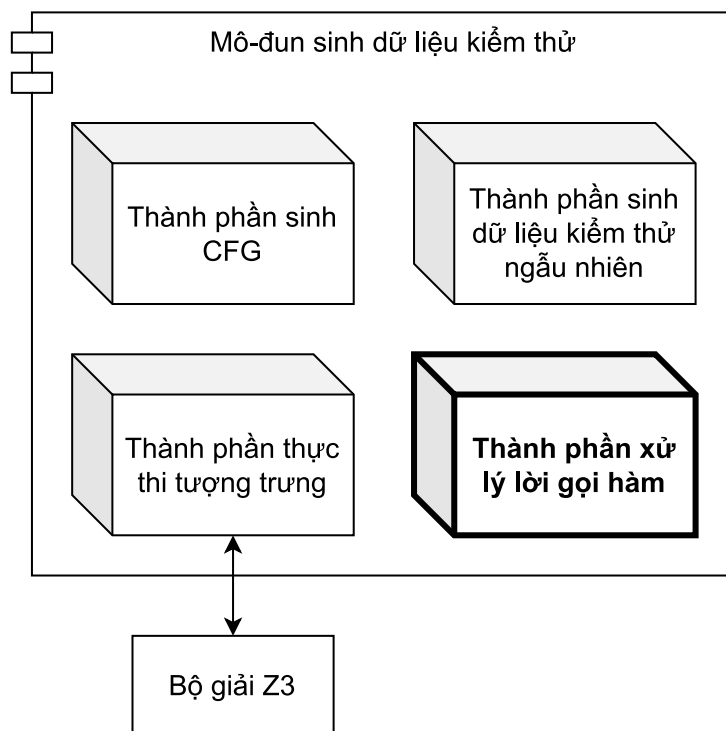 Mô-đun sinh dữ liệu kiểm thử
Thành phần sinh
CFG
Thành phần sinh
dữ liệu kiểm thử
ngẫu nhiên
Thành phần thực
thi tượng trưng
Thành phần xử
lý lời gọi hàm
Bộ giải Z3